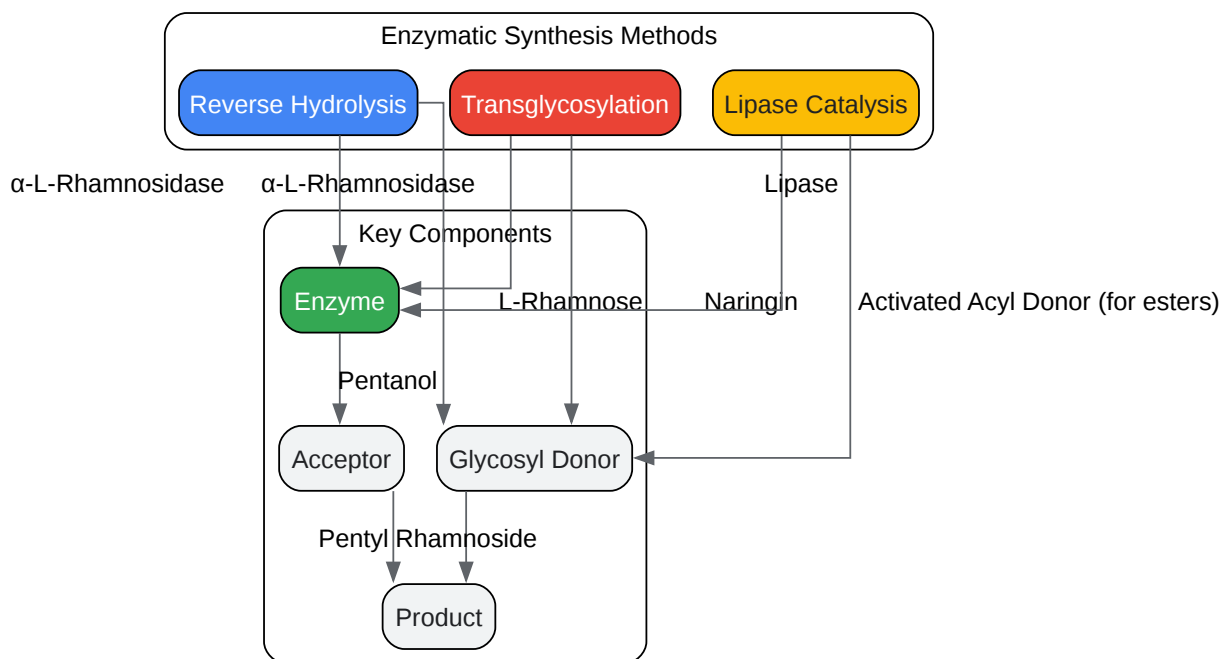 Enzymatic Synthesis Methods
Reverse Hydrolysis
Transglycosylation
Lipase Catalysis
α-L-Rhamnosidase
α-L-Rhamnosidase
Lipase
Key Components
Enzyme
L-Rhamnose
Naringin
Activated Acyl Donor (for esters)
Pentanol
Acceptor
Glycosyl Donor
Pentyl Rhamnoside
Product